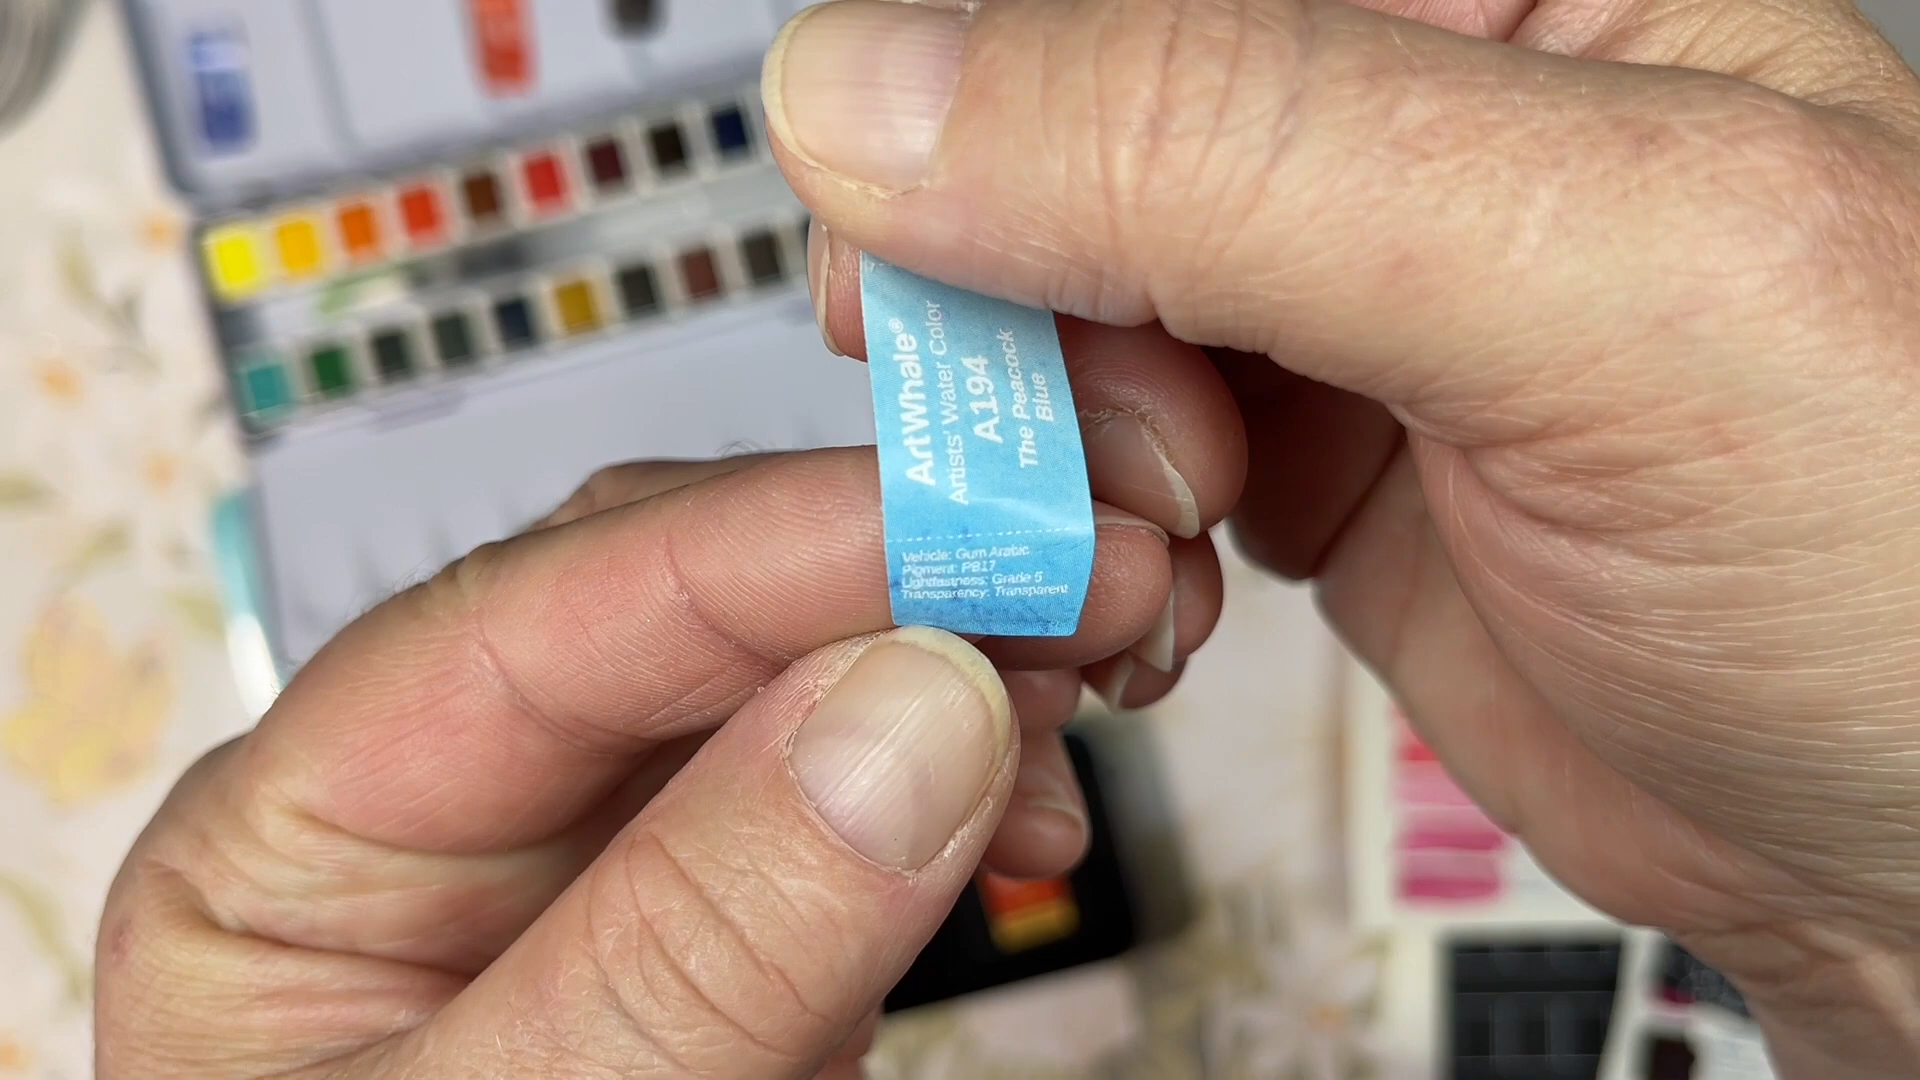 ArtWhale®
Artists' Water Color
A194
The Peacock
Blue
Vehicle: Gum Arabic
Pigment: PB17
Lightfastness: Grade 5
Transparency: Transparent